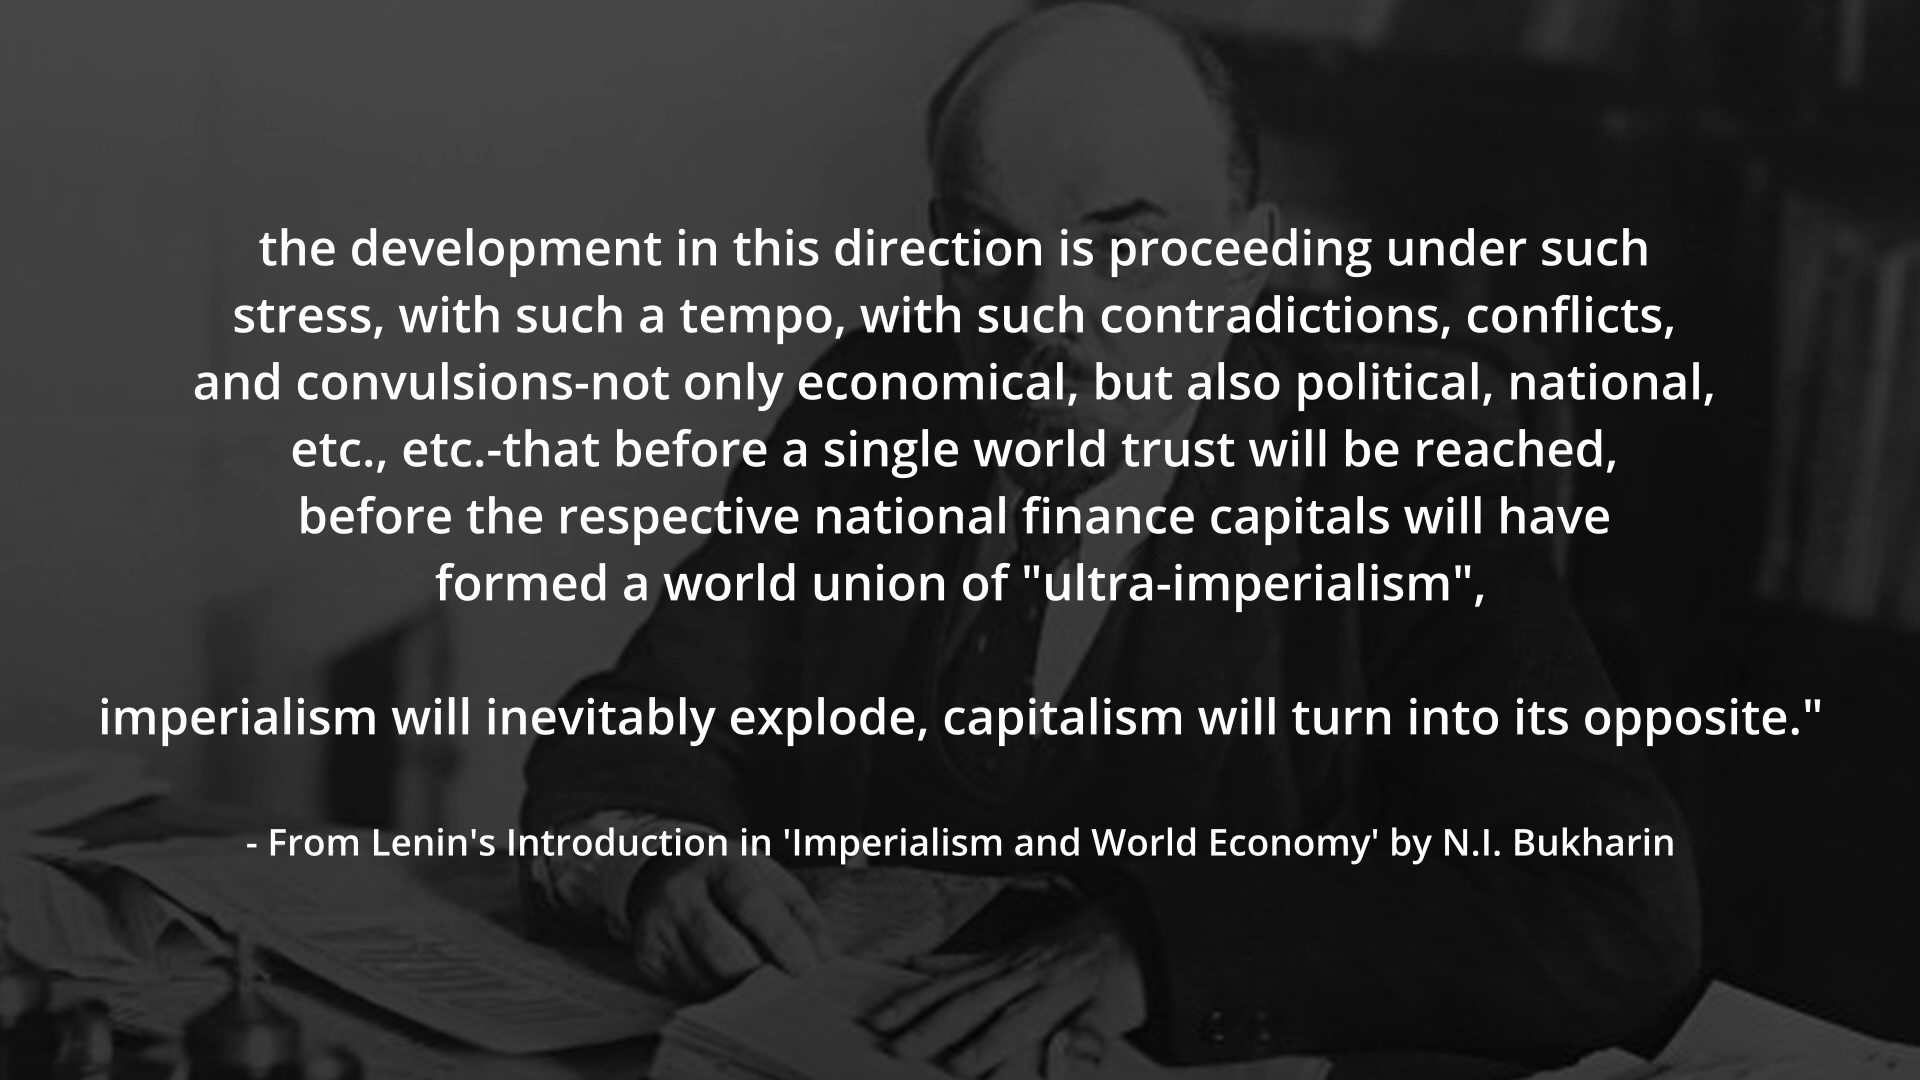 the development in this direction is proceeding under such
stress, with such a tempo, with such contradictions, conflicts,
and convulsions-not only economical, but also political, national,
etc., etc.-that before a single world trust will be reached,
before the respective national finance capitals will have
formed a world union of "ultra-imperialism",
imperialism will inevitably explode, capitalism will turn into its opposite."
- From Lenin's Introduction in 'Imperialism and World Economy' by N.I. Bukharin